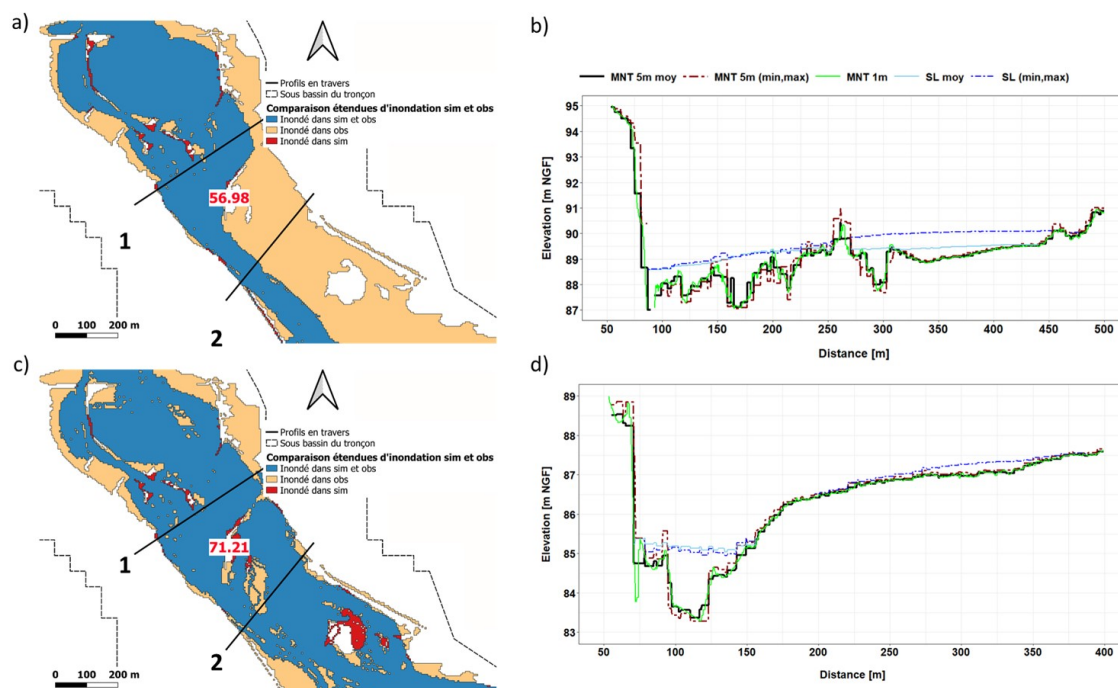 a)
Profils en travers
Sous bassin du tronçon
Comparaison étendues d'inondation sim et obs
Inondé dans sim et obs
Inondé dans obs
Inondé dans sim
56.98
1
2
0 100 200 m
b)
MNT 5m moy MNT 5m (min,max) MNT 1m SL moy SL (min,max)
Elevation [m NGF]
95
94
93
92
91
90
89
88
87
50 100 150 200 250 300 350 400 450 500
Distance [m]
c)
Profils en travers
Sous bassin du tronçon
Comparaison étendues d'inondation sim et obs
Inondé dans sim et obs
Inondé dans obs
Inondé dans sim
71.21
1
2
0 100 200 m
d)
Elevation [m NGF]
89
88
87
86
85
84
83
50 100 150 200 250 300 350 400
Distance [m]